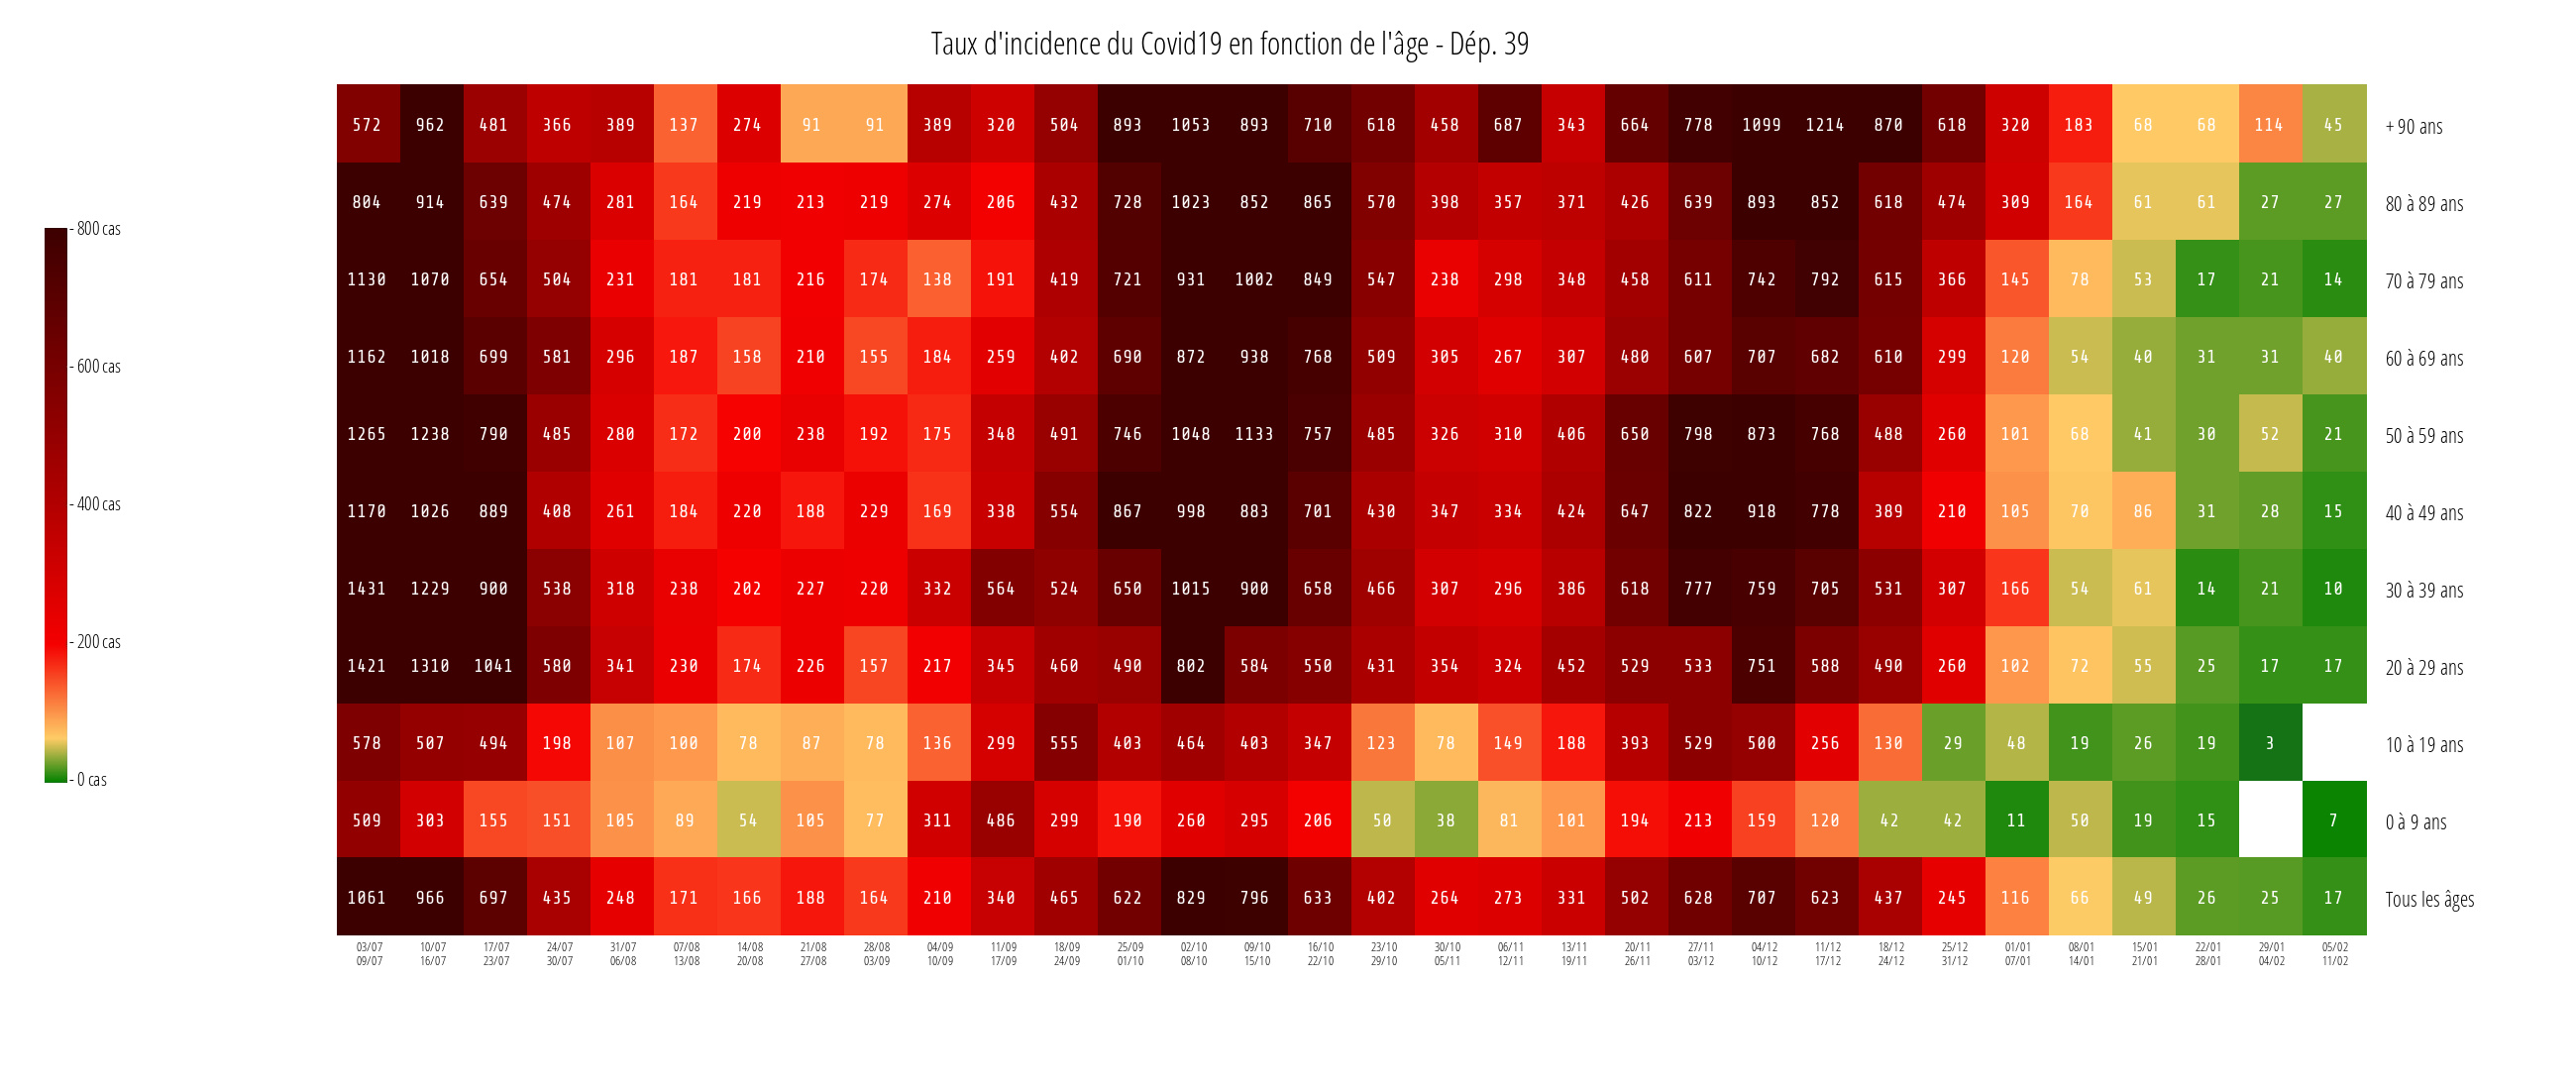 Taux d'incidence du Covid19 en fonction de l'âge - Dép. 39
- 800 cas
- 600 cas
- 400 cas
- 200 cas
- 0 cas
572 962 481 366 389 137 274 91 91 389 320 504 893 1053 893 710 618 458 687 343 664 778 1099 1214 870 618 320 183 68 68 114 45 + 90 ans
804 914 639 474 281 164 219 213 219 274 206 432 728 1023 852 865 570 398 357 371 426 639 893 852 618 474 309 164 61 61 27 27 80 à 89 ans
1130 1070 654 504 231 181 181 216 174 138 191 419 721 931 1002 849 547 238 298 348 458 611 742 792 615 366 145 78 53 17 21 14 70 à 79 ans
1162 1018 699 581 296 187 158 210 155 184 259 402 690 872 938 768 509 305 267 307 480 607 707 682 610 299 120 54 40 31 31 40 60 à 69 ans
1265 1238 790 485 280 172 200 238 192 175 348 491 746 1048 1133 757 485 326 310 406 650 798 873 768 488 260 101 68 41 30 52 21 50 à 59 ans
1170 1026 889 408 261 184 220 188 229 169 338 554 867 998 883 701 430 347 334 424 647 822 918 778 389 210 105 70 86 31 28 15 40 à 49 ans
1431 1229 900 538 318 238 202 227 220 332 564 524 650 1015 900 658 466 307 296 386 618 777 759 705 531 307 166 54 61 14 21 10 30 à 39 ans
1421 1310 1041 580 341 230 174 226 157 217 345 460 490 802 584 550 431 354 324 452 529 533 751 588 490 260 102 72 55 25 17 17 20 à 29 ans
578 507 494 198 107 100 78 87 78 136 299 555 403 464 403 347 123 78 149 188 393 529 500 256 130 29 48 19 26 19 3 10 à 19 ans
509 303 155 151 105 89 54 105 77 311 486 299 190 260 295 206 50 38 81 101 194 213 159 120 42 42 11 50 19 15 7 0 à 9 ans
1061 966 697 435 248 171 166 188 164 210 340 465 622 829 796 633 402 264 273 331 502 628 707 623 437 245 116 66 49 26 25 17 Tous les âges
03/07 10/07 17/07 24/07 31/07 07/08 14/08 21/08 28/08 04/09 11/09 18/09 25/09 02/10 09/10 16/10 23/10 30/10 06/11 13/11 20/11 27/11 04/12 11/12 18/12 25/12 01/01 08/01 15/01 22/01 29/01 05/02
09/07 16/07 23/07 30/07 06/08 13/08 20/08 27/08 03/09 10/09 17/09 24/09 01/10 08/10 15/10 22/10 29/10 05/11 12/11 19/11 26/11 03/12 10/12 17/12 24/12 31/12 07/01 14/01 21/01 28/01 04/02 11/02